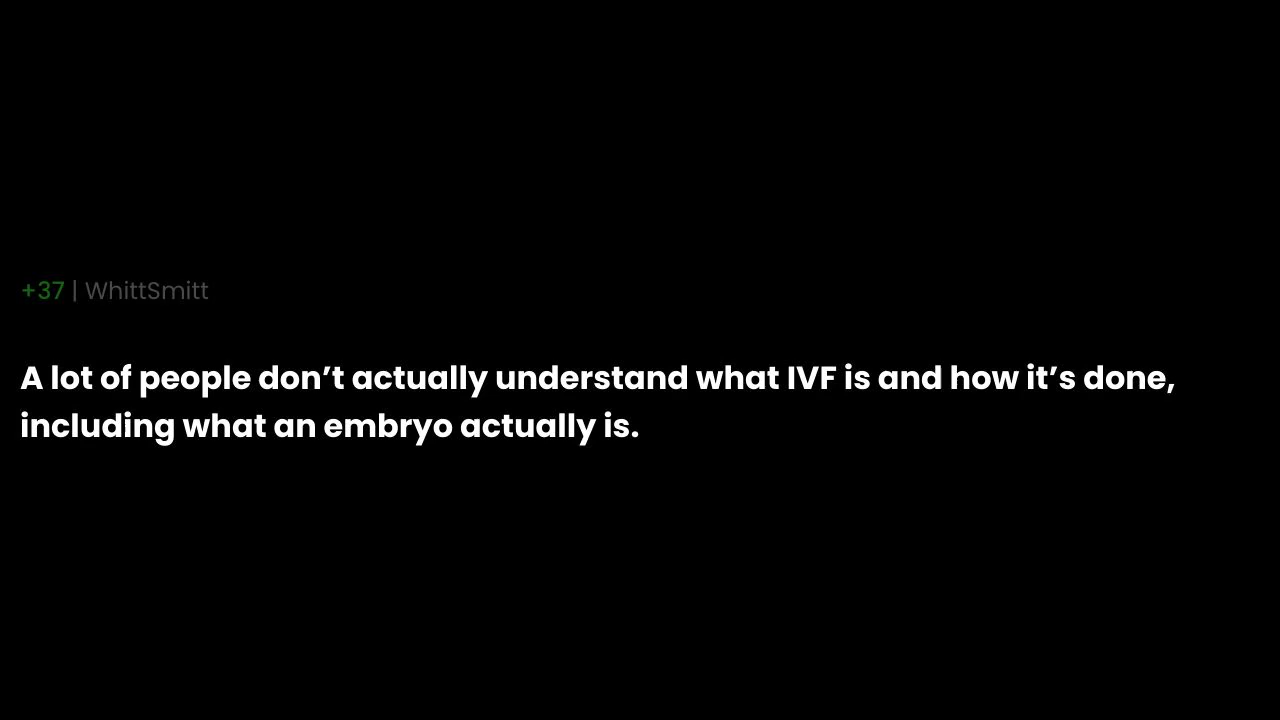 +37 | WhittSmitt
A lot of people don’t actually understand what IVF is and how it’s done,
including what an embryo actually is.